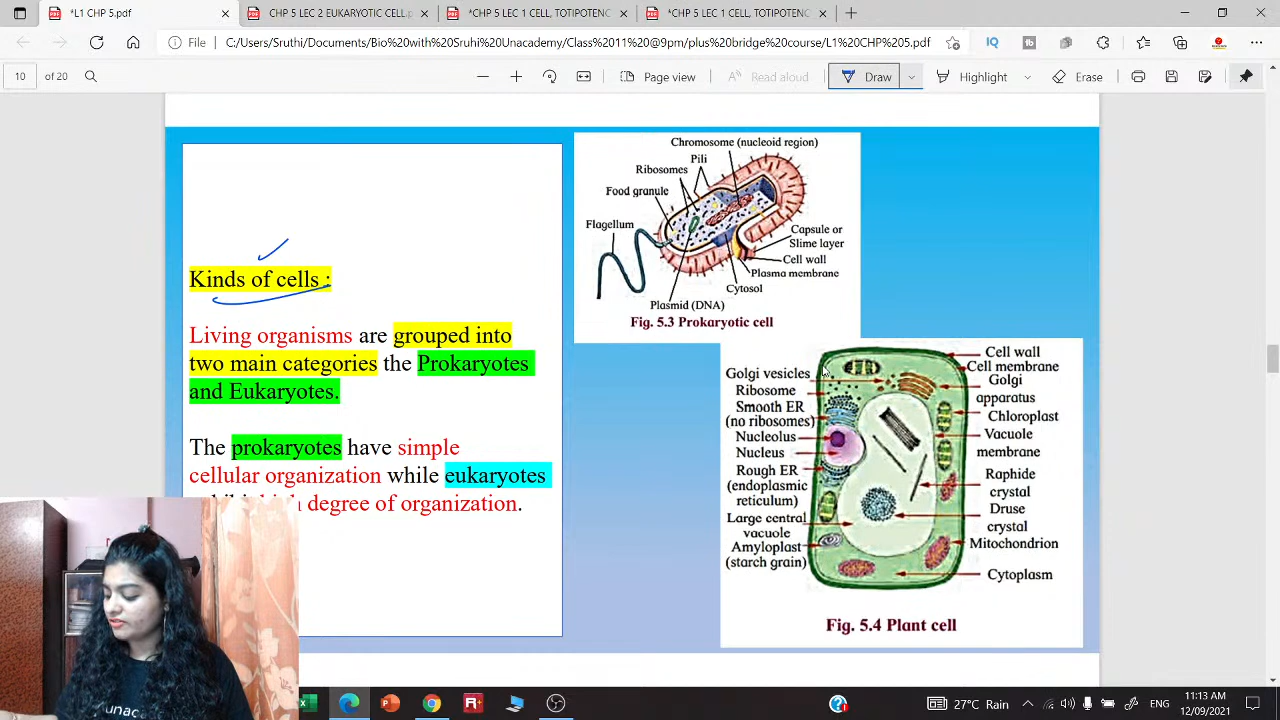 *L1 CHP 5.pdf
*CHP 5 LEC 2 EUKYOTIC CELL.p
*CHP 5 LEC 1 CELL TOTIPOTENC
*CHP 5 LEC 1 CELL TOTIPOTENC
File
C:/Users/Sruthi/Documents/Bio%20with%20Sruhi%20Unacademy/Class%2011%20@9pm/plus%20bridge%20course/L1%20CHP%205.pdf
10 of 20
Page view
Read aloud
Draw
Highlight
Erase
Kinds of cells :
Living organisms are grouped into
two main categories the Prokaryotes
and Eukaryotes.
The prokaryotes have simple
cellular organization while eukaryotes
degree of organization.
Chromosome (nucleoid region)
Pili
Ribosomes
Food granule
Flagellum
Capsule or
Slime layer
Cell wall
Plasma membrane
Cytosol
Plasmid (DNA)
Fig. 5.3 Prokaryotic cell
Golgi vesicles
Ribosome
Smooth ER
(no ribosomes)
Nucleolus
Nucleus
Rough ER
(endoplasmic
reticulum)
Large central
vacuole
Amyloplast
(starch grain)
Cell wall
Cell membrane
Golgi
apparatus
Chloroplast
Vacuole
membrane
Raphide
crystal
Druse
crystal
Mitochondrion
Cytoplasm
Fig. 5.4 Plant cell
unac
27°C Rain
ENG
11:13 AM
12/09/2021